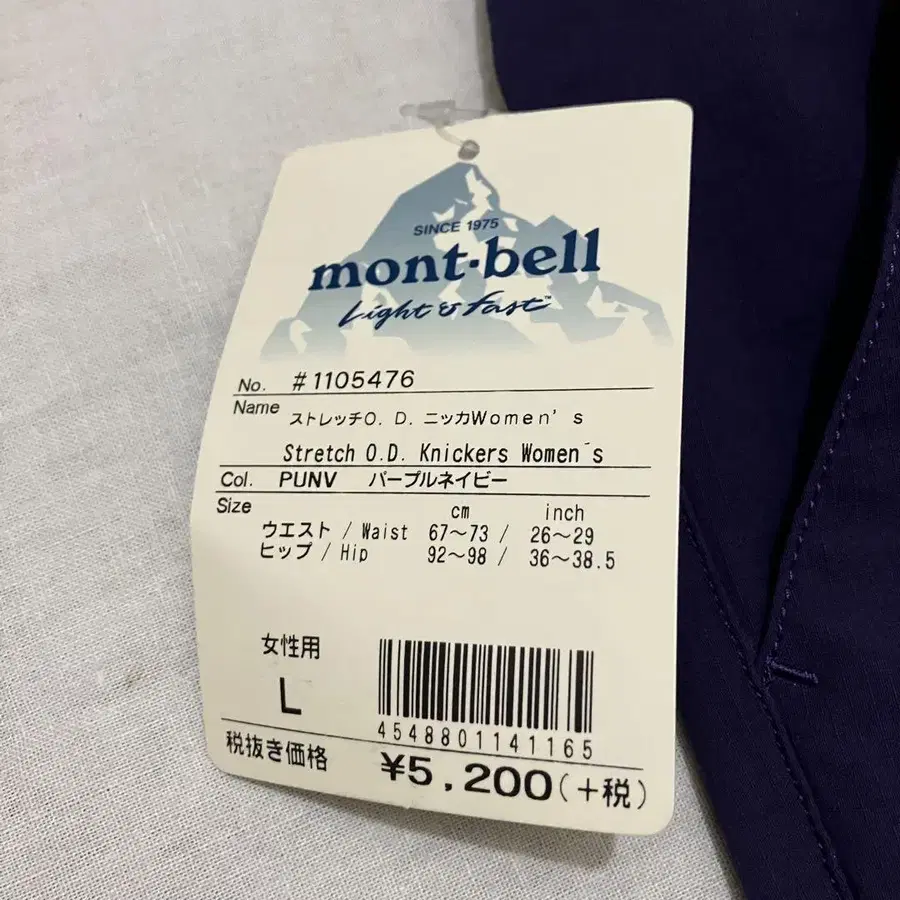 SINCE 1975
mont-bell
Light & Fast™
No. #1105476
Name ストレッチO. D. ニッカWomen's
Stretch O.D. Knickers Women's
Col. PUNV パープルネイビー
Size cm inch
ウエスト / Waist 67〜73 / 26〜29
ヒップ / Hip 92〜98 / 36〜38.5
女性用
L
4548801141165
税抜き価格 ¥5,200(+税)